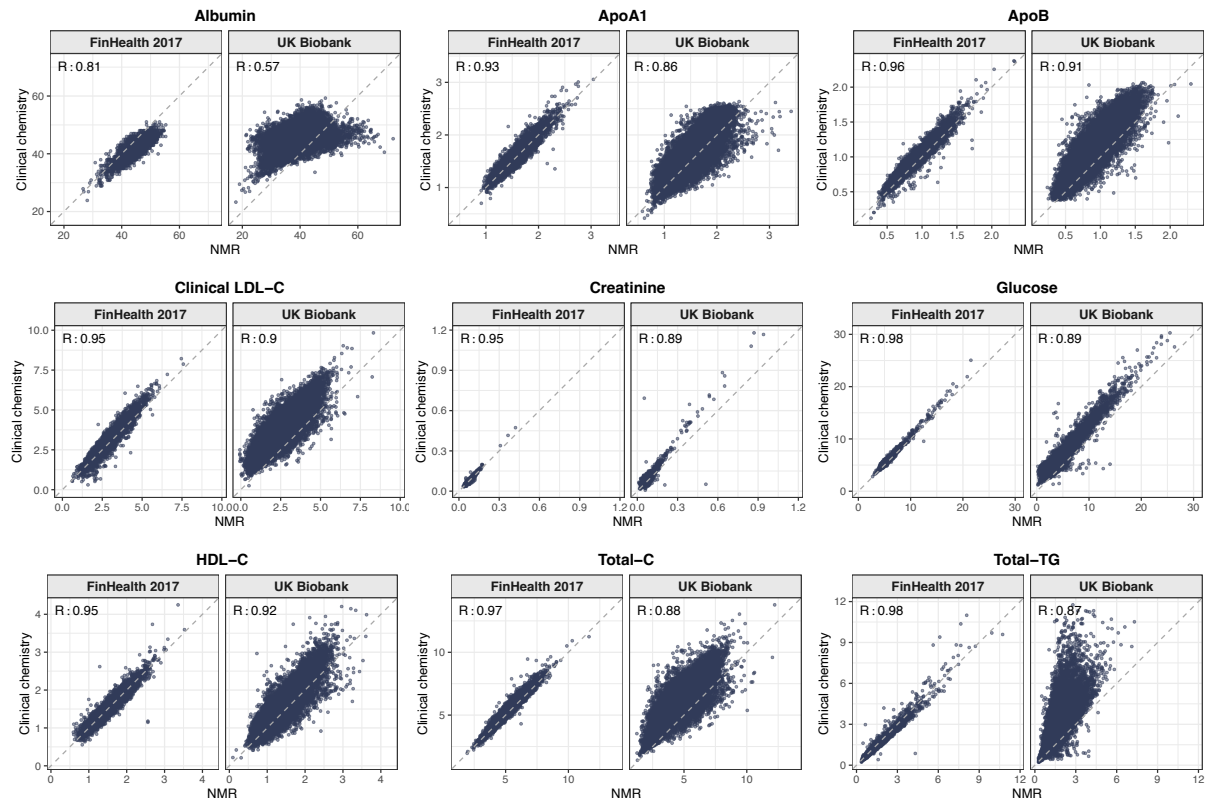 Albumin
FinHealth 2017
UK Biobank
R : 0.81
R : 0.57
Clinical chemistry
60
40
20
20 40 60
20 40 60
NMR
ApoA1
FinHealth 2017
UK Biobank
R : 0.93
R : 0.86
Clinical chemistry
3
2
1
1 2 3
1 2 3
NMR
ApoB
FinHealth 2017
UK Biobank
R : 0.96
R : 0.91
Clinical chemistry
2.0
1.5
1.0
0.5
0.5 1.0 1.5 2.0
0.5 1.0 1.5 2.0
NMR
Clinical LDL−C
FinHealth 2017
UK Biobank
R : 0.95
R : 0.9
Clinical chemistry
10.0
7.5
5.0
2.5
0.0
0.0 2.5 5.0 7.5 10.0
0.0 2.5 5.0 7.5 10.0
NMR
Creatinine
FinHealth 2017
UK Biobank
R : 0.95
R : 0.89
Clinical chemistry
1.2
0.9
0.6
0.3
0.0
0.0 0.3 0.6 0.9 1.2
0.0 0.3 0.6 0.9 1.2
NMR
Glucose
FinHealth 2017
UK Biobank
R : 0.98
R : 0.89
Clinical chemistry
30
20
10
0
0 10 20 30
0 10 20 30
NMR
HDL−C
FinHealth 2017
UK Biobank
R : 0.95
R : 0.92
Clinical chemistry
4
3
2
1
0
0 1 2 3 4
0 1 2 3 4
NMR
Total−C
FinHealth 2017
UK Biobank
R : 0.97
R : 0.88
Clinical chemistry
10
5
5 10
5 10
NMR
Total−TG
FinHealth 2017
UK Biobank
R : 0.98
R : 0.87
Clinical chemistry
12
9
6
3
0
0 3 6 9 12
0 3 6 9 12
NMR